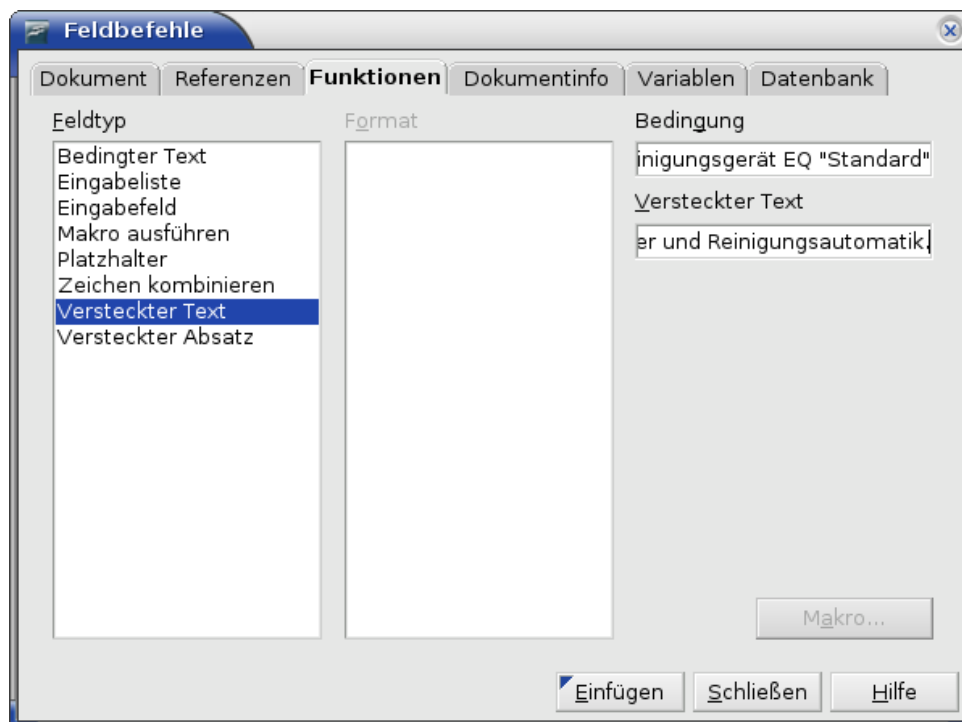 Feldbefehle
Dokument Referenzen Funktionen Dokumentinfo Variablen Datenbank
Feldtyp
Bedingter Text
Eingabeliste
Eingabefeld
Makro ausführen
Platzhalter
Zeichen kombinieren
Versteckter Text
Versteckter Absatz
Format
Bedingung
inigungsgerät EQ "Standard"
Versteckter Text
er und Reinigungsautomatik.
Makro...
Einfügen Schließen Hilfe